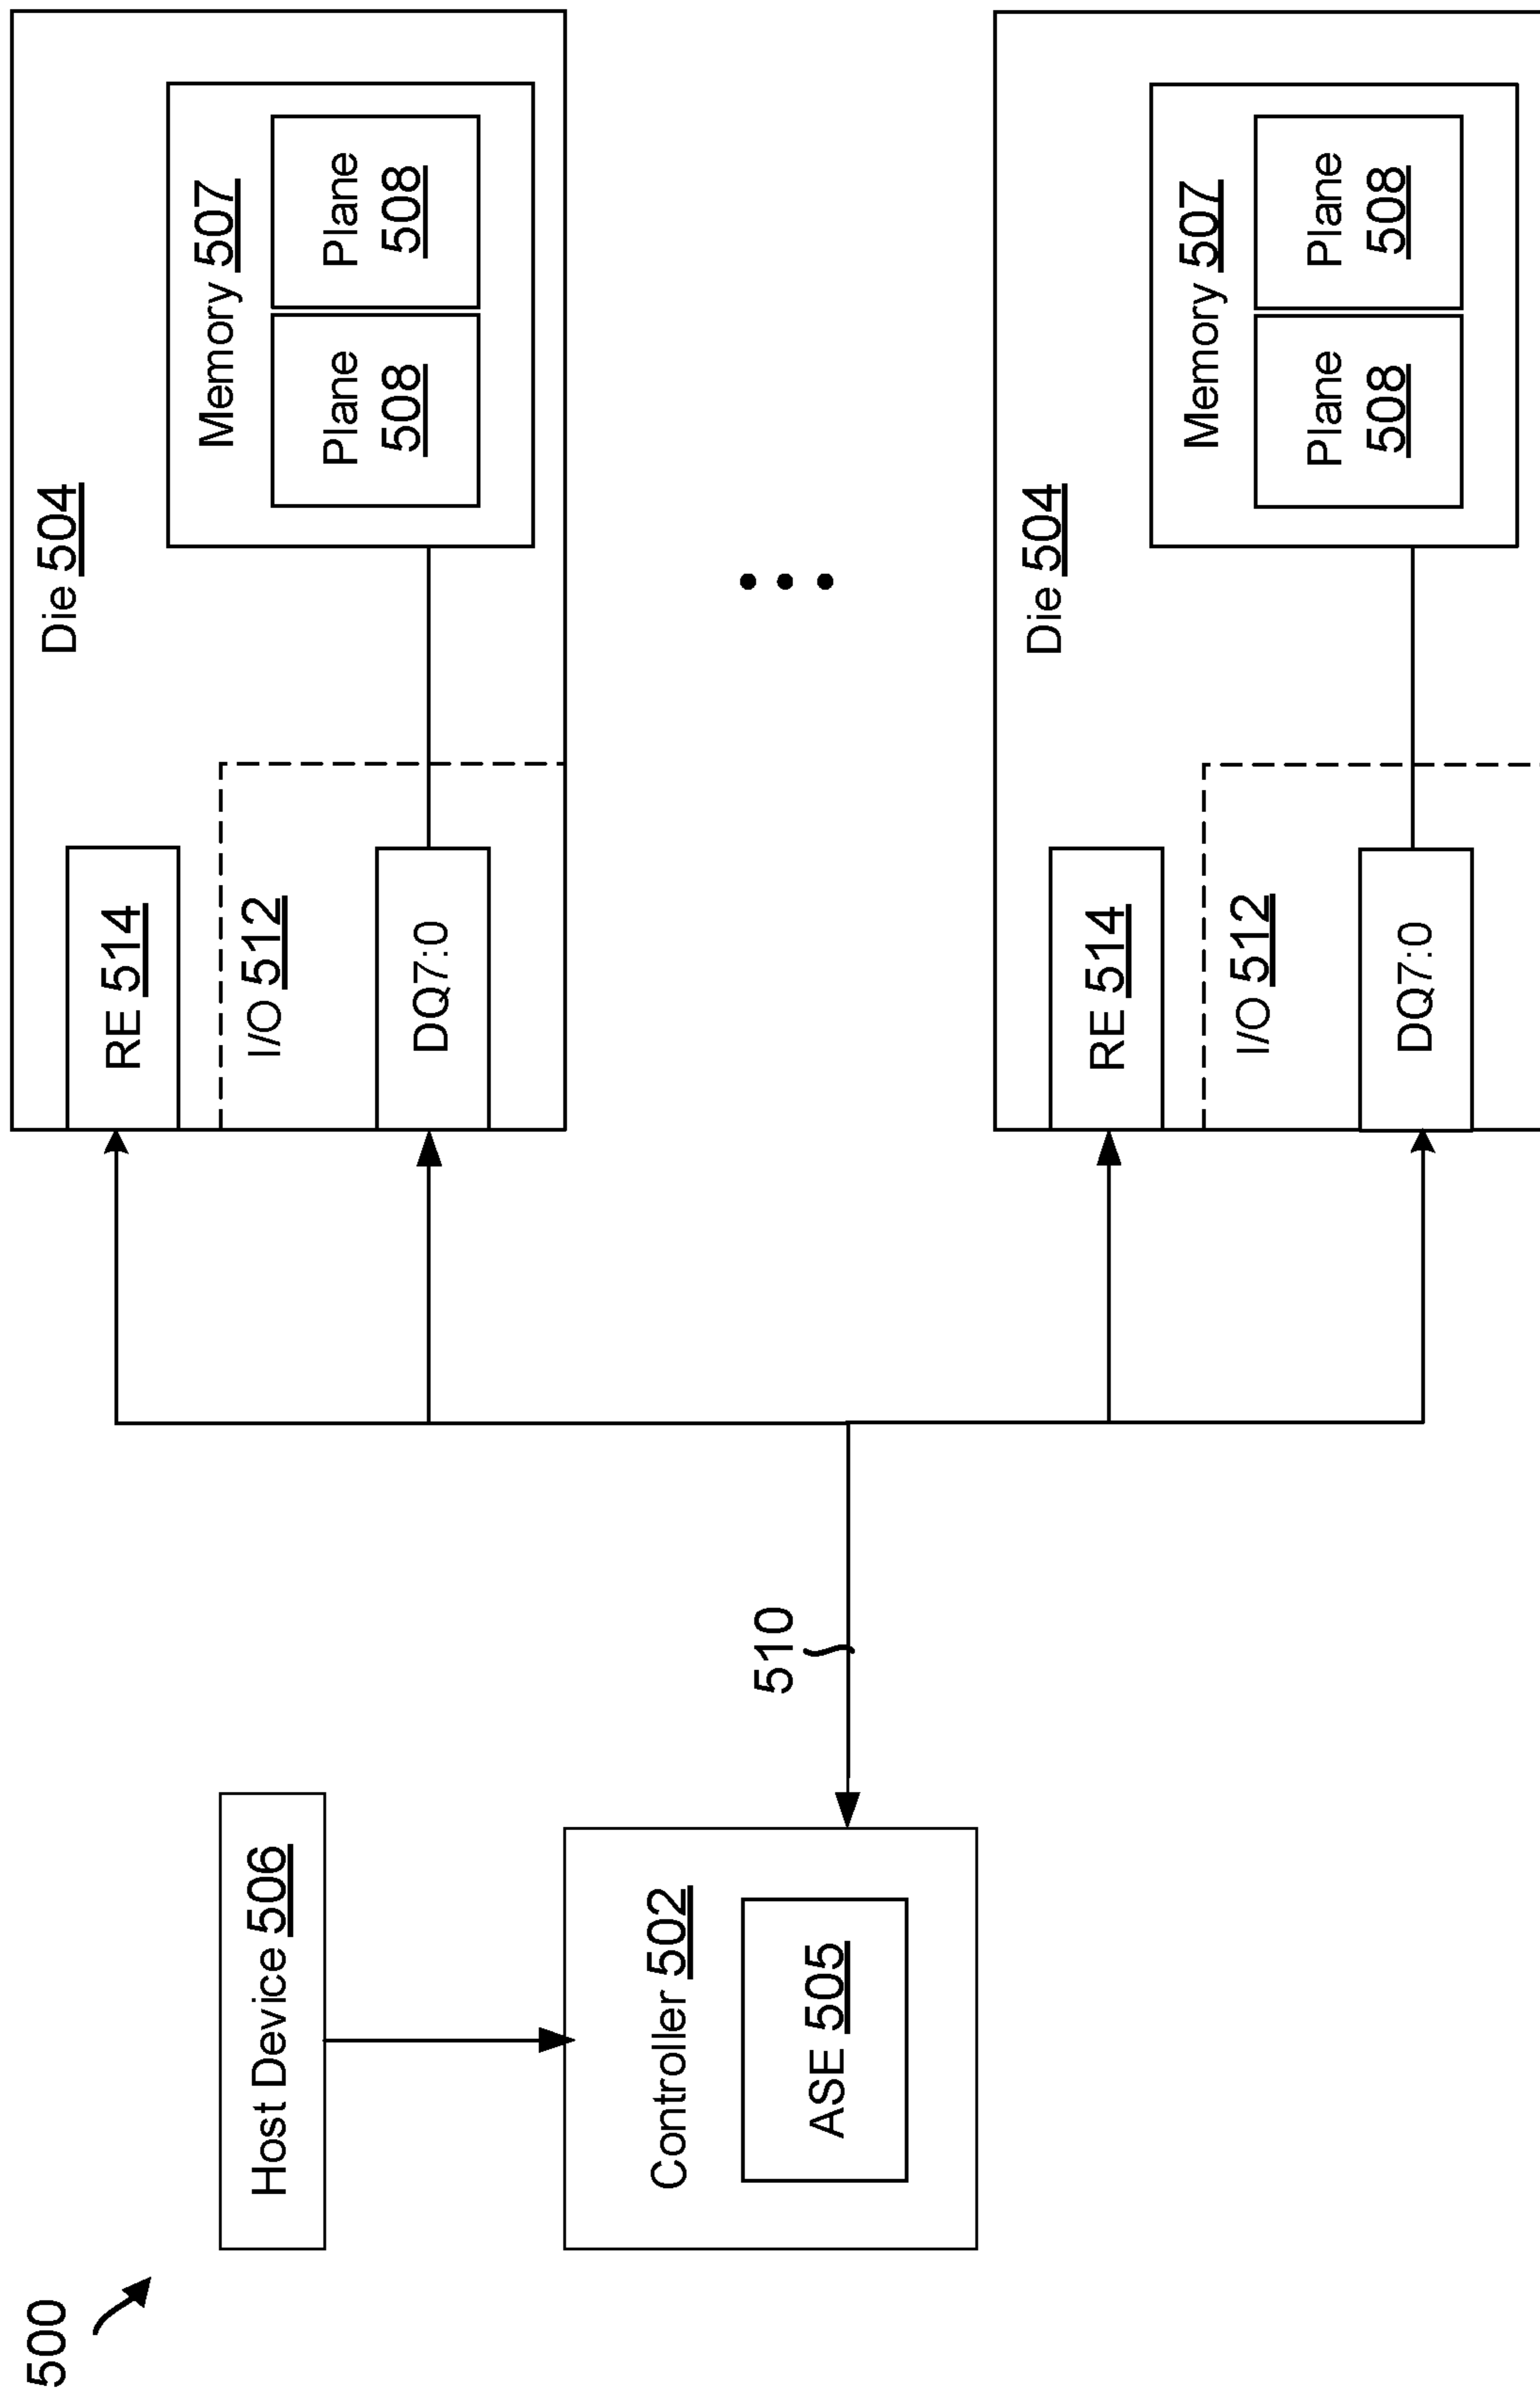 500
Host Device 506
Controller 502
ASE 505
510
Die 504
RE 514
I/O 512
DQ7:0
Memory 507
Plane
508
Plane
508
Die 504
RE 514
I/O 512
DQ7:0
Memory 507
Plane
508
Plane
508